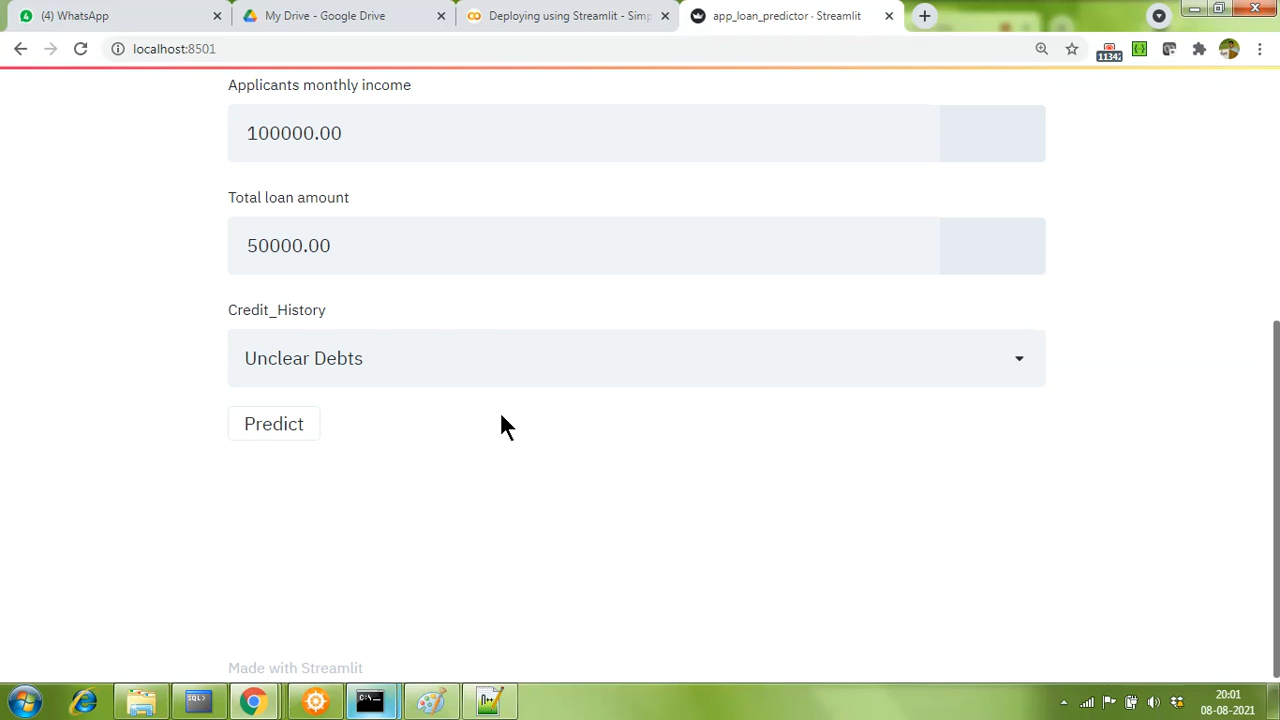 (4) WhatsApp
My Drive - Google Drive
Deploying using Streamlit - Simp
app_loan_predictor · Streamlit
localhost:8501
11347
Applicants monthly income
100000.00
Total loan amount
50000.00
Credit_History
Unclear Debts
Predict
Made with Streamlit
20:01
08-08-2021